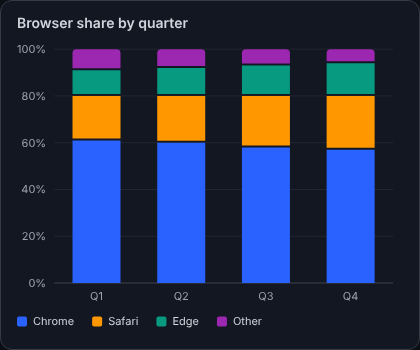 Browser share by quarter
100%
80%
60%
40%
20%
0%
Q1 Q2 Q3 Q4
Chrome Safari Edge Other